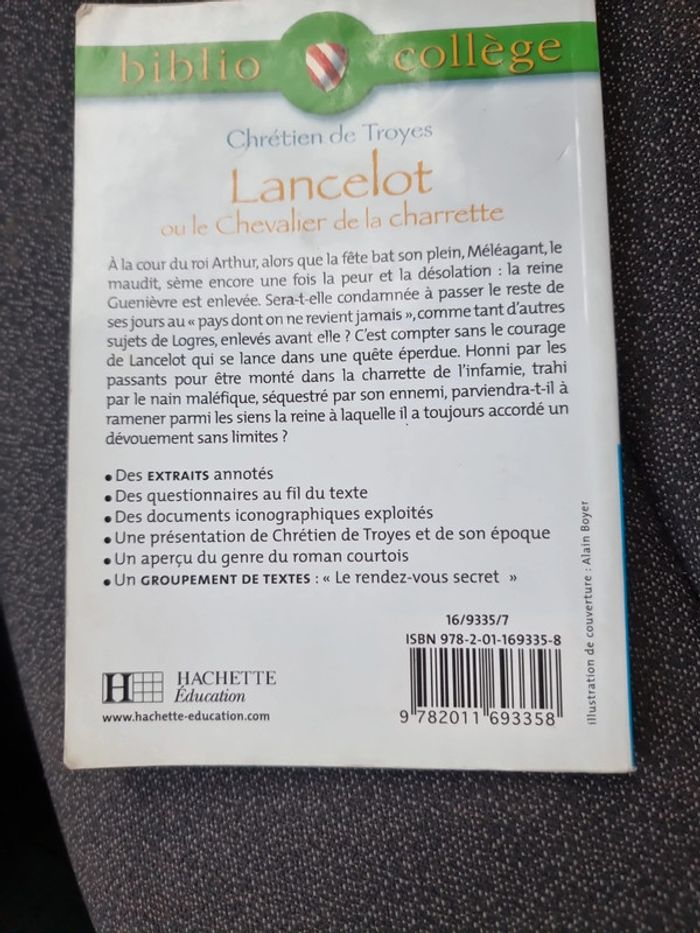 biblio collège
Chrétien de Troyes
Lancelot
ou le Chevalier de la charrette
À la cour du roi Arthur, alors que la fête bat son plein, Méléagant, le
maudit, sème encore une fois la peur et la désolation : la reine
Guenièvre est enlevée. Sera-t-elle condamnée à passer le reste de
ses jours au « pays dont on ne revient jamais », comme tant d'autres
sujets de Logres, enlevés avant elle ? C'est compter sans le courage
de Lancelot qui se lance dans une quête éperdue. Honni par les
passants pour être monté dans la charrette de l'infamie, trahi
par le nain maléfique, séquestré par son ennemi, parviendra-t-il à
ramener parmi les siens la reine à laquelle il a toujours accordé un
dévouement sans limites ?
• Des EXTRAITS annotés
• Des questionnaires au fil du texte
• Des documents iconographiques exploités
• Une présentation de Chrétien de Troyes et de son époque
• Un aperçu du genre du roman courtois
• Un GROUPEMENT DE TEXTES : « Le rendez-vous secret »
illustration de couverture : Alain Boyer
16/9335/7
ISBN 978-2-01-169335-8
9 782011 693358
H HACHETTE
Éducation
www.hachette-education.com